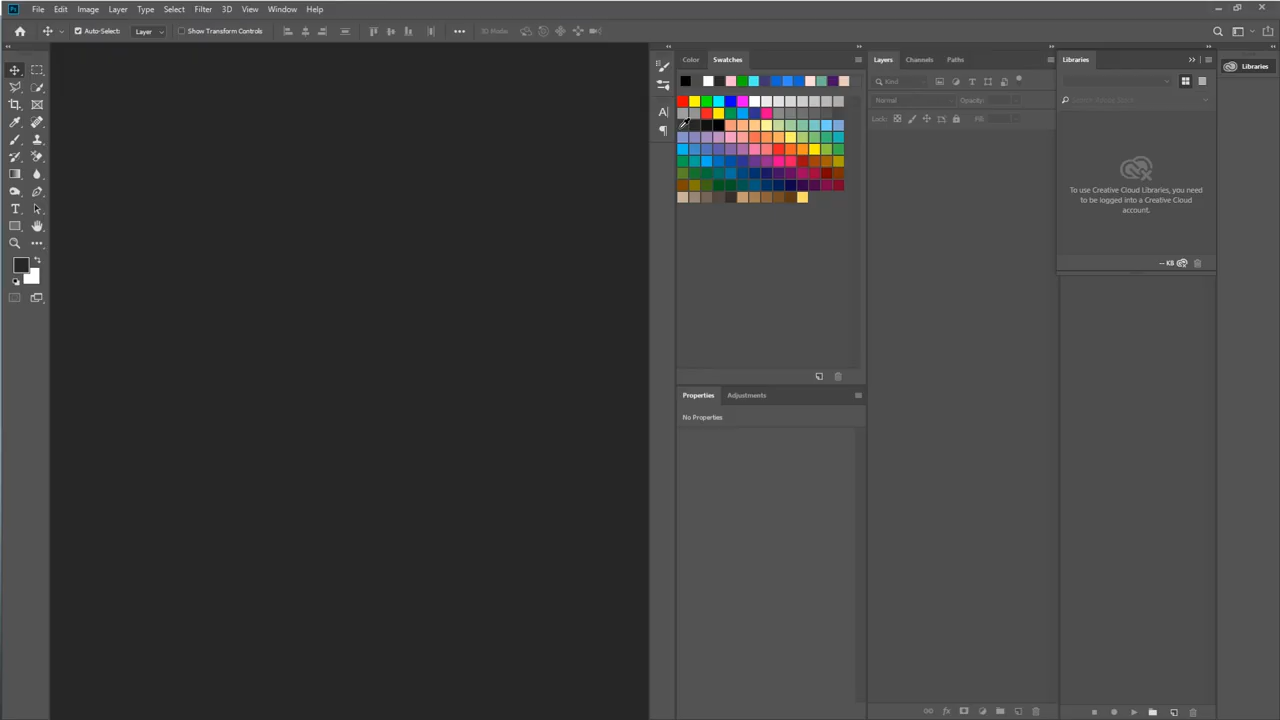 Ps File Edit Image Layer Type Select Filter 3D View Window Help
Auto-Select: Layer Show Transform Controls 3D Mode:
Color Swatches
Layers Channels Paths
Libraries
Libraries
Kind
Normal Opacity:
Lock: Fill:
To use Creative Cloud Libraries, you need
to be logged into a Creative Cloud
account.
-- KB
Properties Adjustments
No Properties